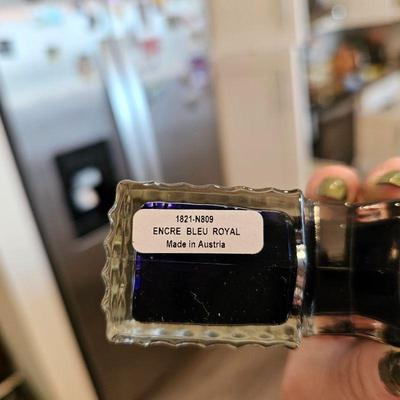 1821-N809
ENCRE BLEU ROYAL
Made in Austria